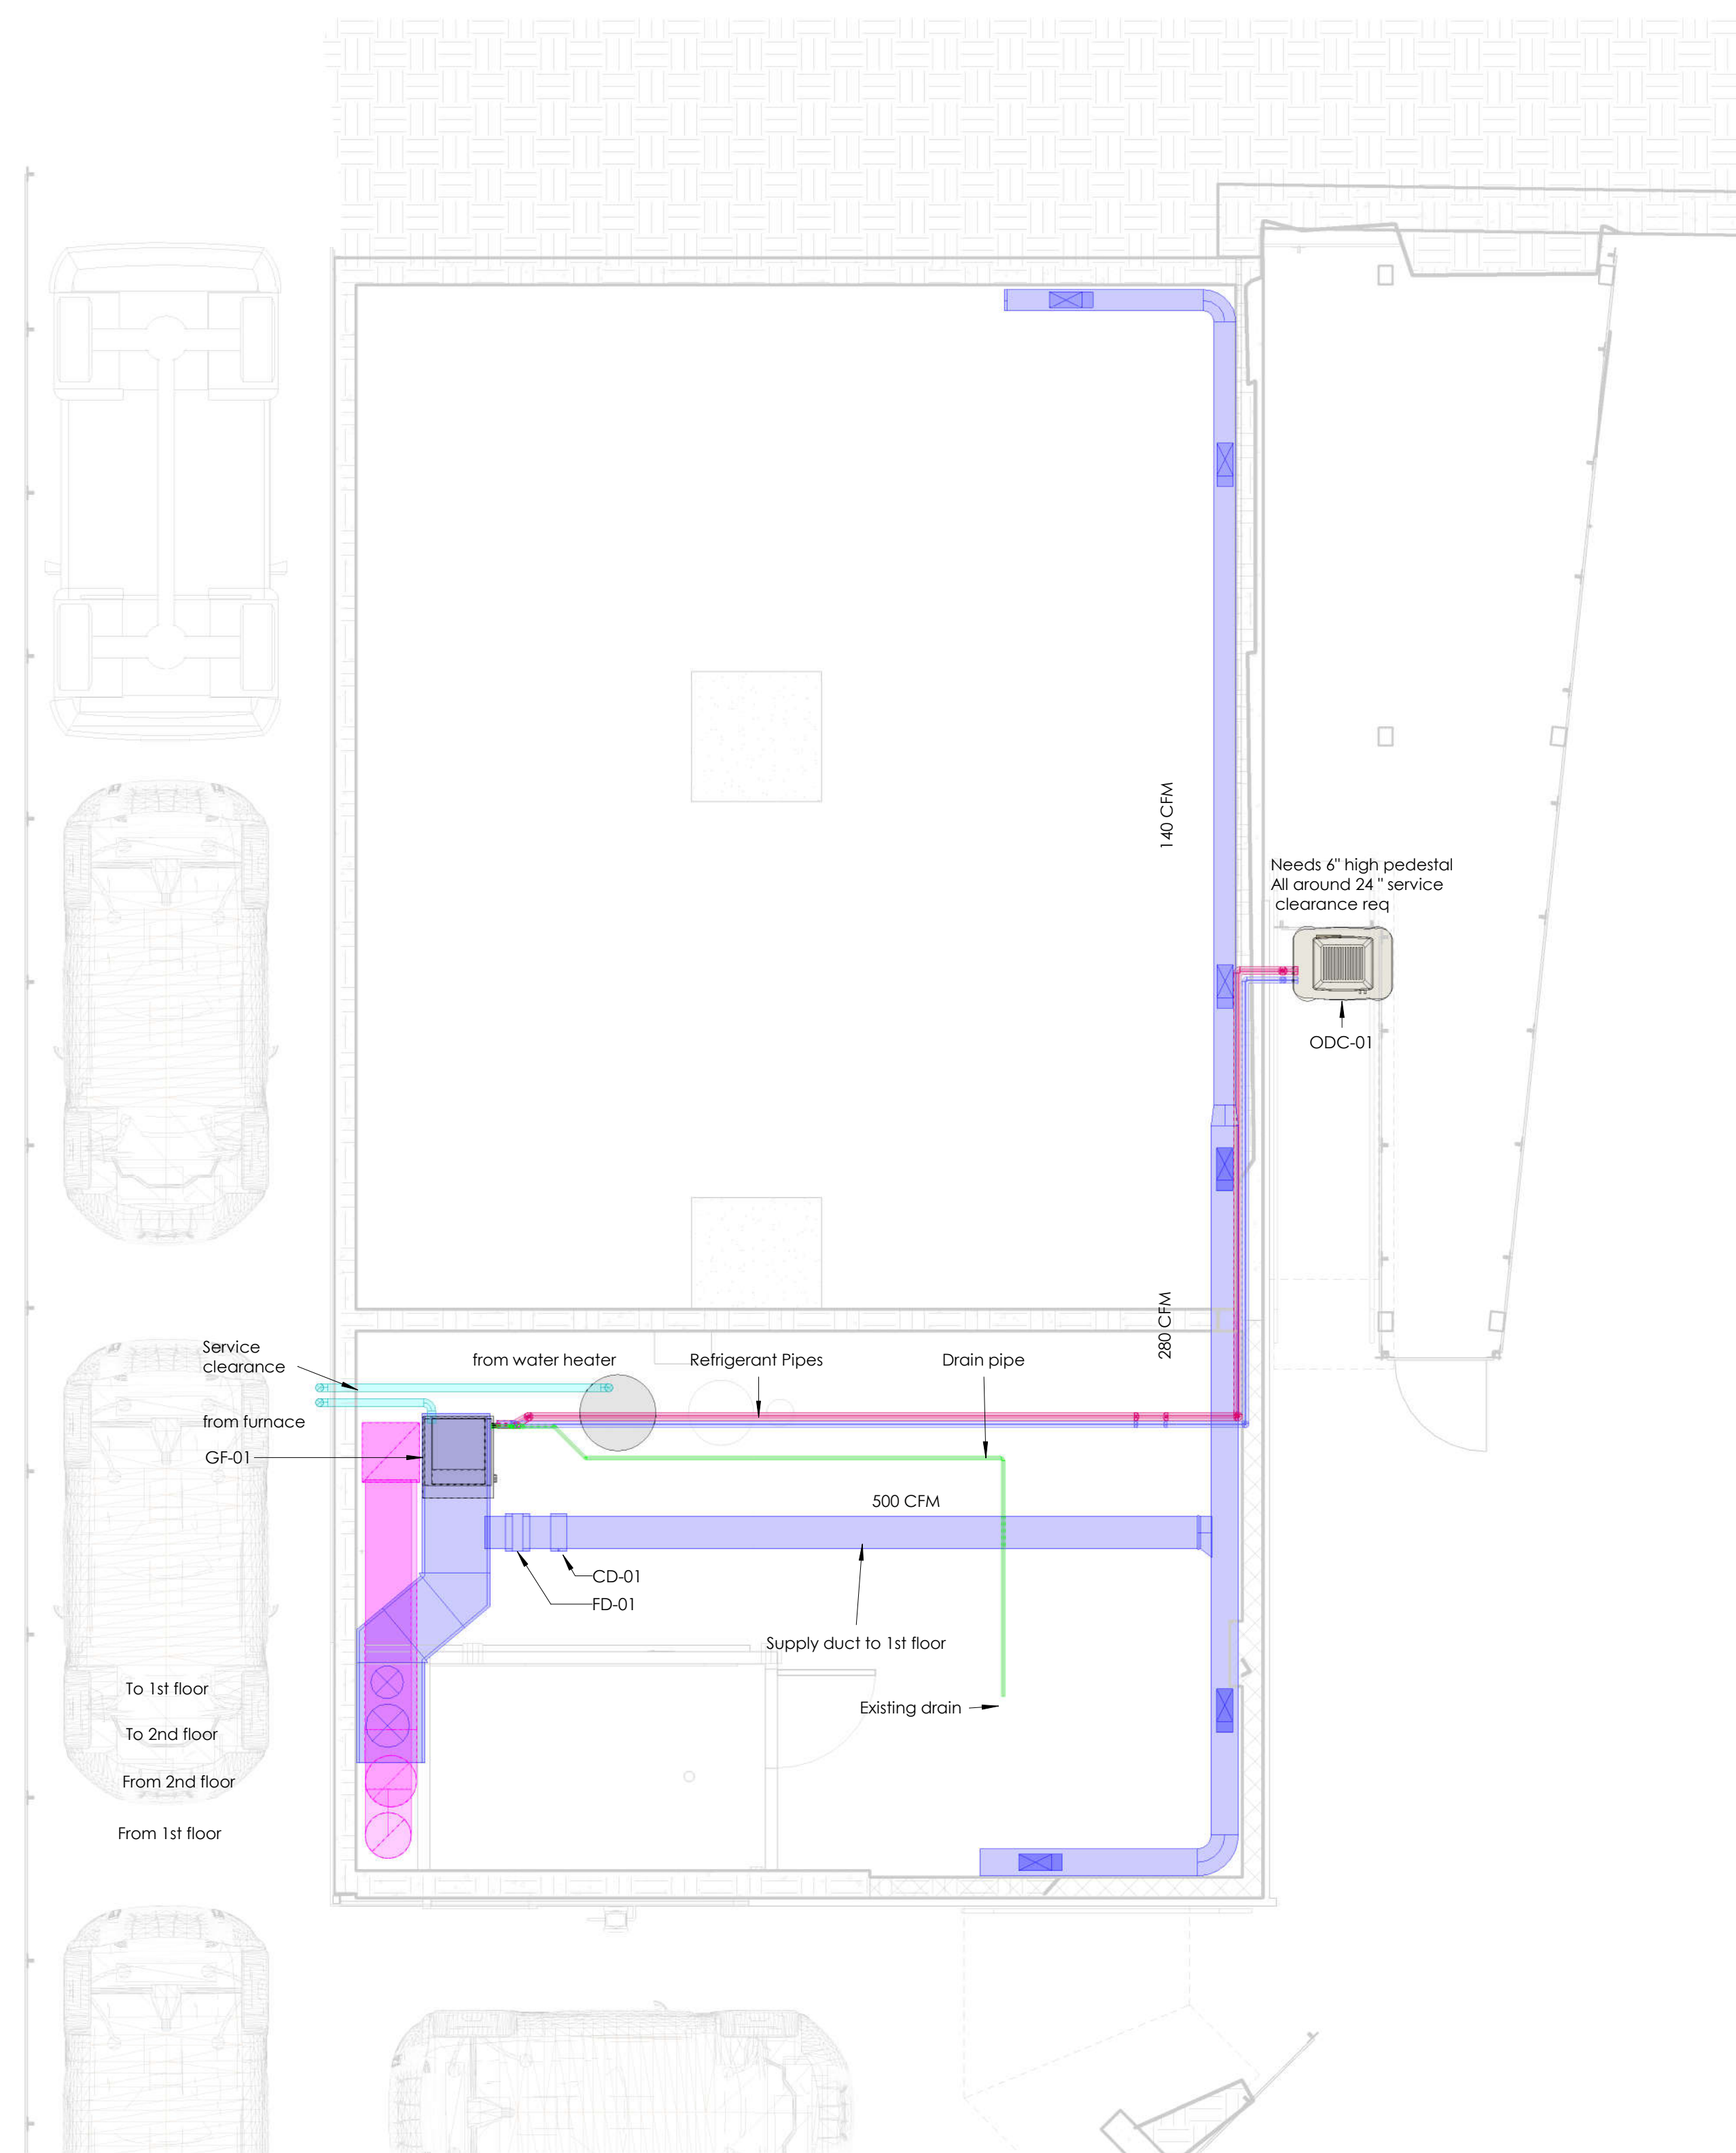 140 CFM
Needs 6" high pedestal
All around 24 " service
clearance req
ODC-01
280 CFM
Service
clearance
from water heater
Refrigerant Pipes
Drain pipe
from furnace
GF-01
500 CFM
CD-01
FD-01
Supply duct to 1st floor
To 1st floor
Existing drain
To 2nd floor
From 2nd floor
From 1st floor